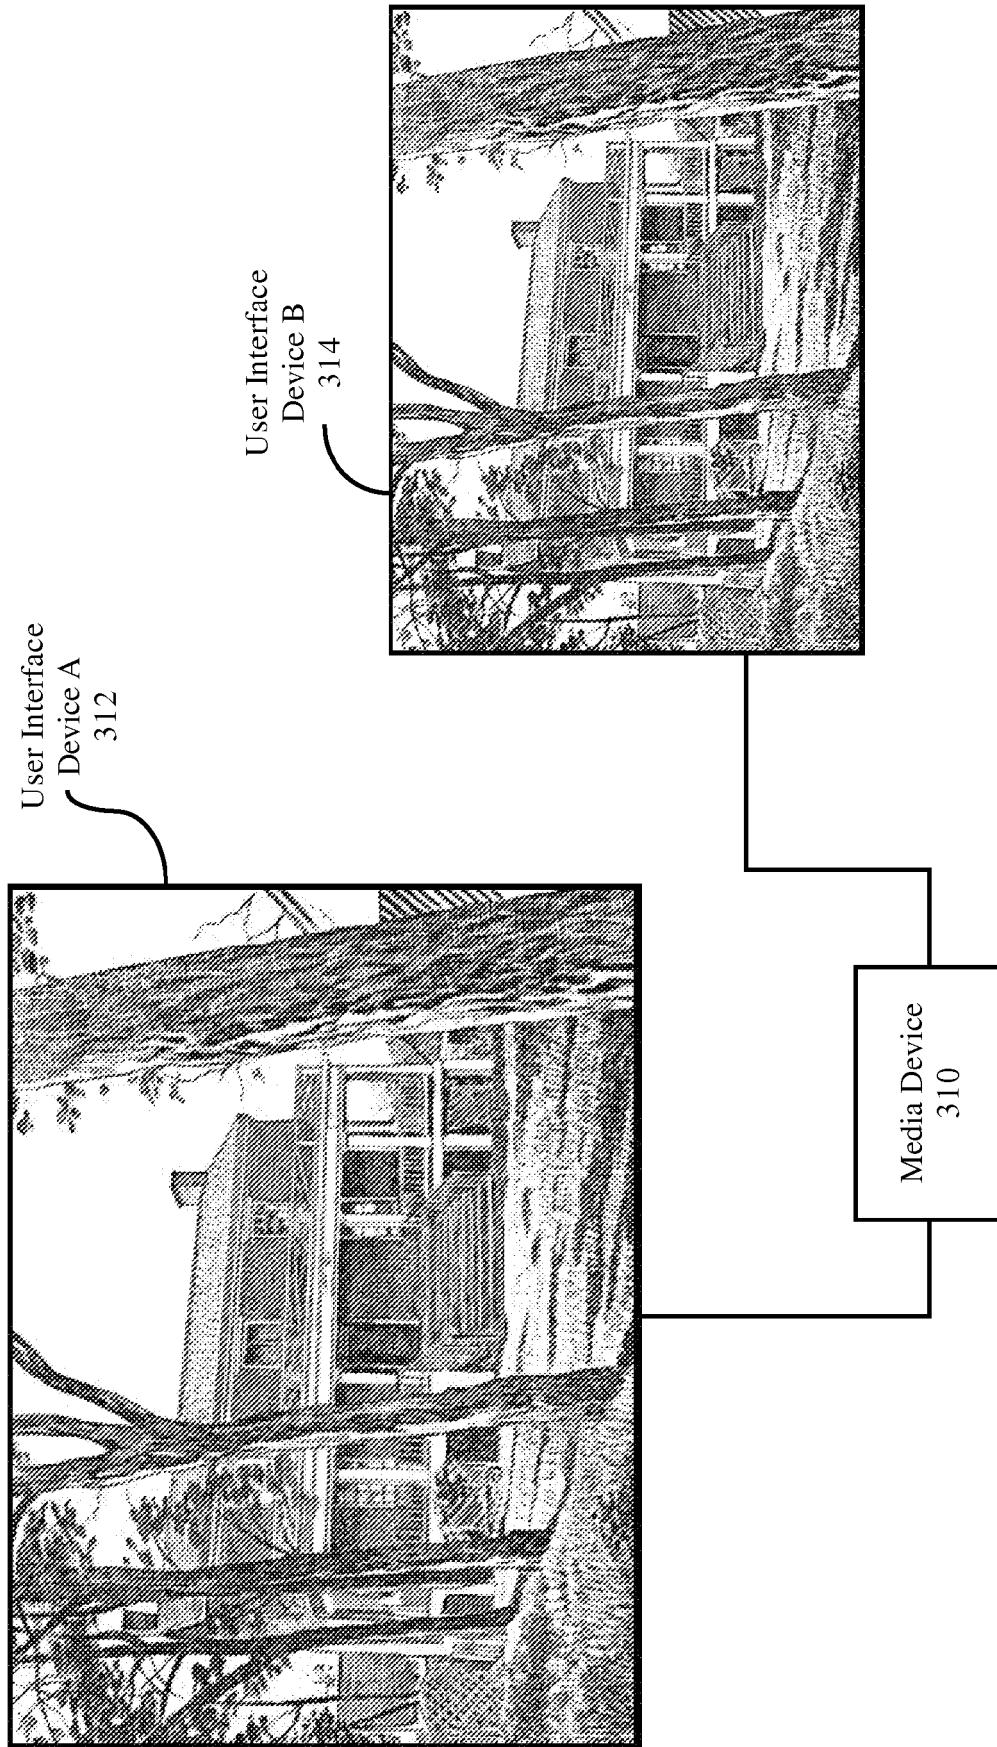 User Interface
Device A
312
User Interface
Device B
314
Media Device
310